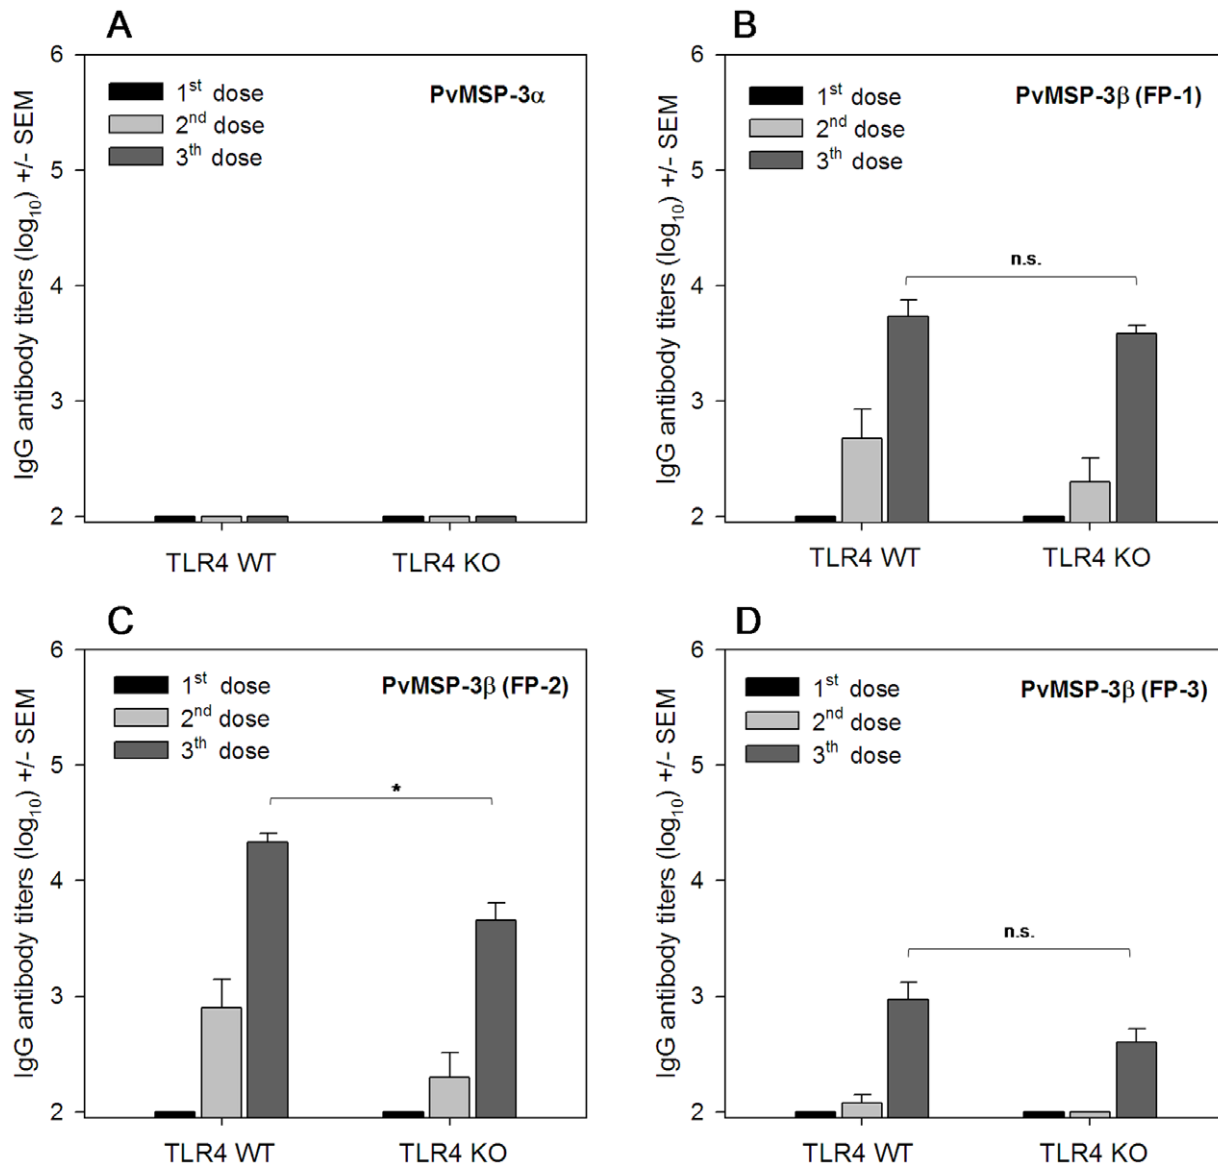 A
IgG antibody titers (log10) +/- SEM
6
5
4
3
2
1st dose
2nd dose
3th dose
PvMSP-3α
TLR4 WT
TLR4 KO
B
IgG antibody titers (log10) +/- SEM
6
5
4
3
2
1st dose
2nd dose
3th dose
PvMSP-3β (FP-1)
n.s.
TLR4 WT
TLR4 KO
C
IgG antibody titers (log10) +/- SEM
6
5
4
3
2
1st dose
2nd dose
3th dose
PvMSP-3β (FP-2)
*
TLR4 WT
TLR4 KO
D
IgG antibody titers (log10) +/- SEM
6
5
4
3
2
1st dose
2nd dose
3th dose
PvMSP-3β (FP-3)
n.s.
TLR4 WT
TLR4 KO